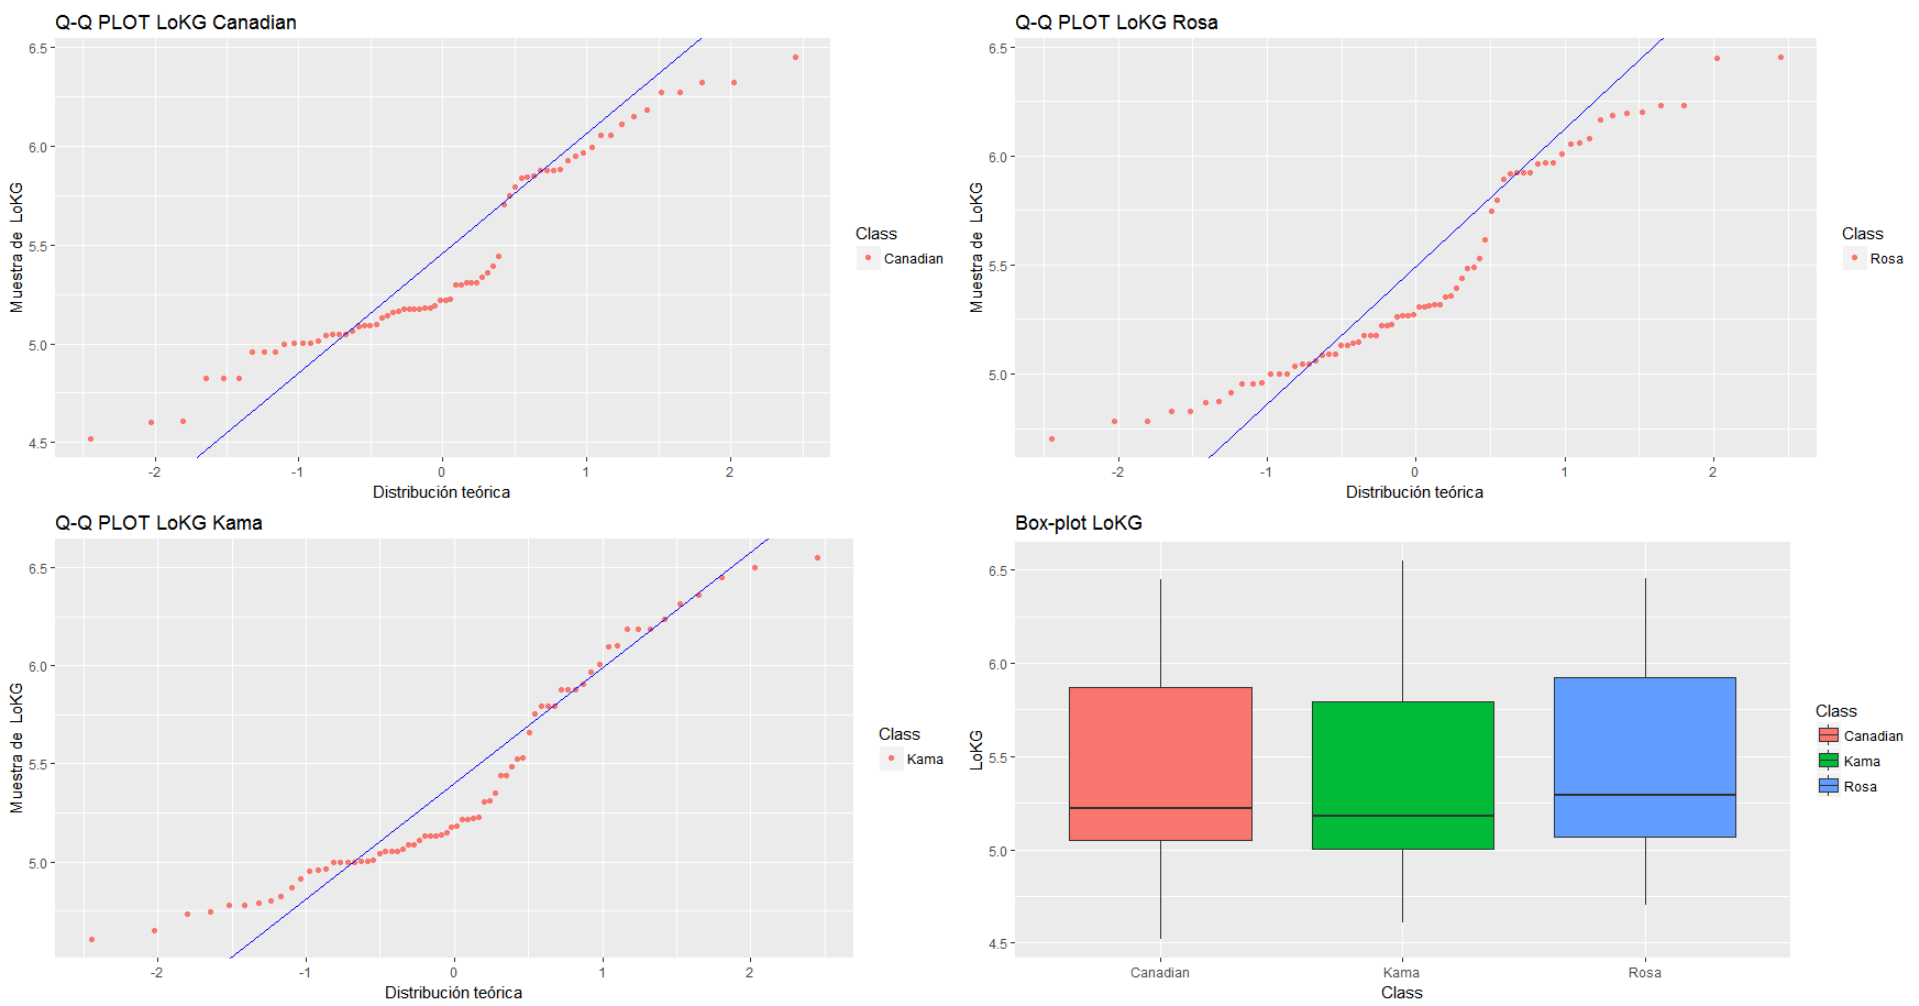 Q-Q PLOT LoKG Canadian
6.5
6.0
5.5
5.0
4.5
Muestra de LoKG
-2
-1
0
1
2
Distribución teórica
Class
Canadian
Q-Q PLOT LoKG Rosa
6.5
6.0
5.5
5.0
Muestra de LoKG
-2
-1
0
1
2
Distribución teórica
Class
Rosa
Q-Q PLOT LoKG Kama
6.5
6.0
5.5
5.0
Muestra de LoKG
-2
-1
0
1
2
Distribución teórica
Class
Kama
Box-plot LoKG
6.5
6.0
5.5
5.0
4.5
LoKG
Canadian
Kama
Rosa
Class
Class
Canadian
Kama
Rosa